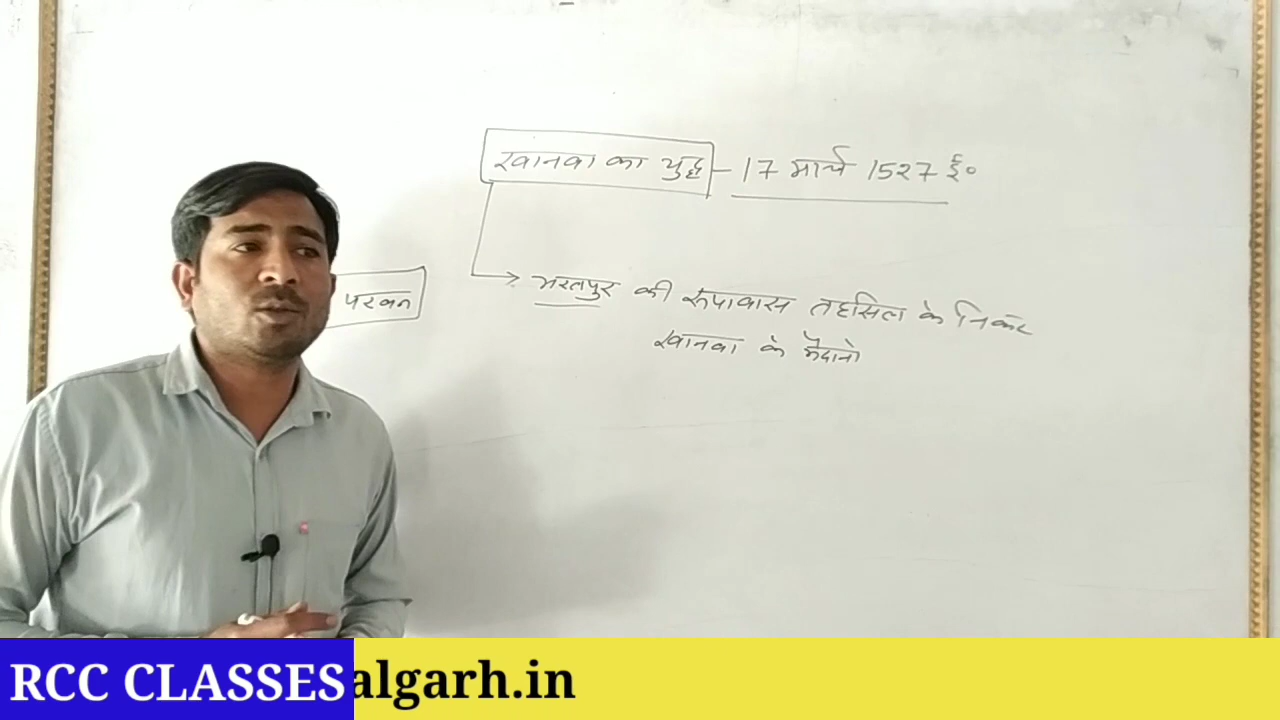 खानवा का युद्ध - 17 मार्च 1527 ई०
भरतपुर की रूपावास तहसिल के निकट
खानवा के मैदानो
परवन
RCC CLASSES
algarh.in